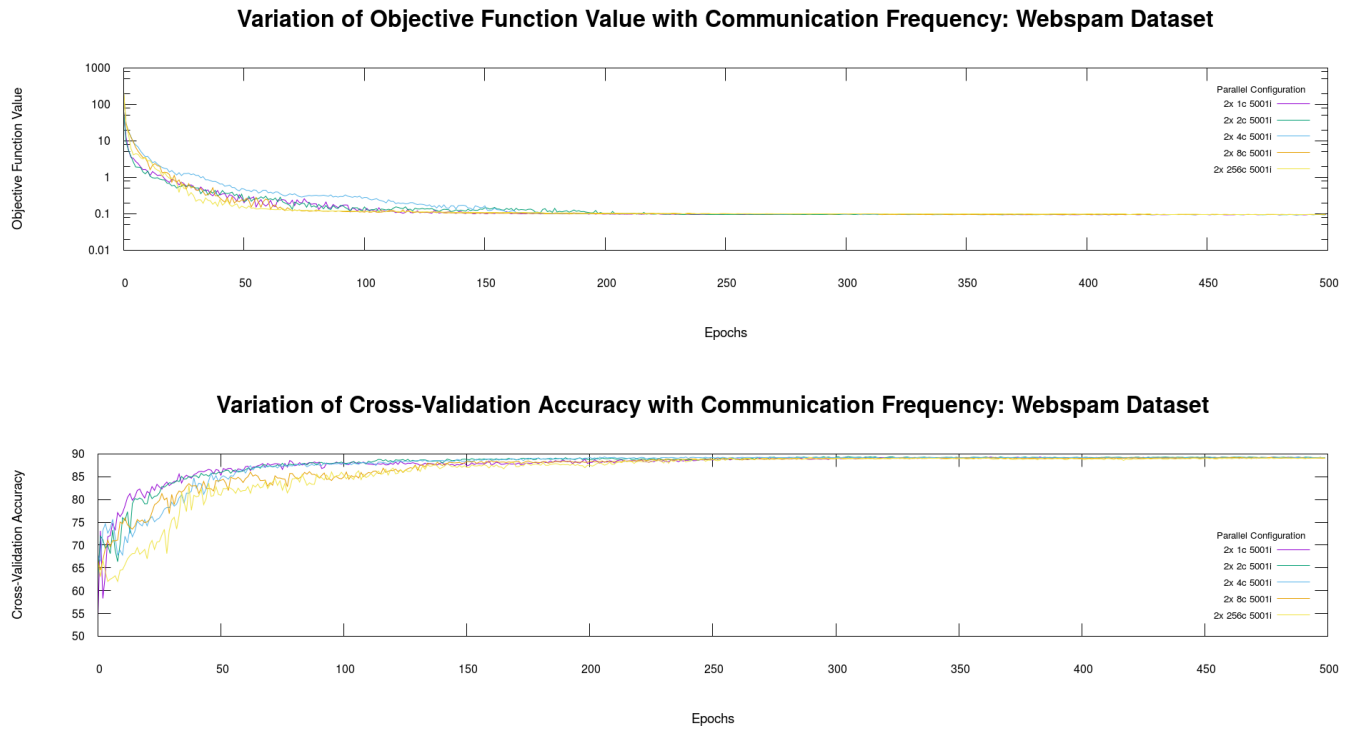 Variation of Objective Function Value with Communication Frequency: Webspam Dataset
Objective Function Value
1000
100
10
1
0.1
0.01
Parallel Configuration
2x 1c 5001i
2x 2c 5001i
2x 4c 5001i
2x 8c 5001i
2x 256c 5001i
0 50 100 150 200 250 300 350 400 450 500
Epochs
Variation of Cross-Validation Accuracy with Communication Frequency: Webspam Dataset
Cross-Validation Accuracy
90
85
80
75
70
65
60
55
50
Parallel Configuration
2x 1c 5001i
2x 2c 5001i
2x 4c 5001i
2x 8c 5001i
2x 256c 5001i
0 50 100 150 200 250 300 350 400 450 500
Epochs